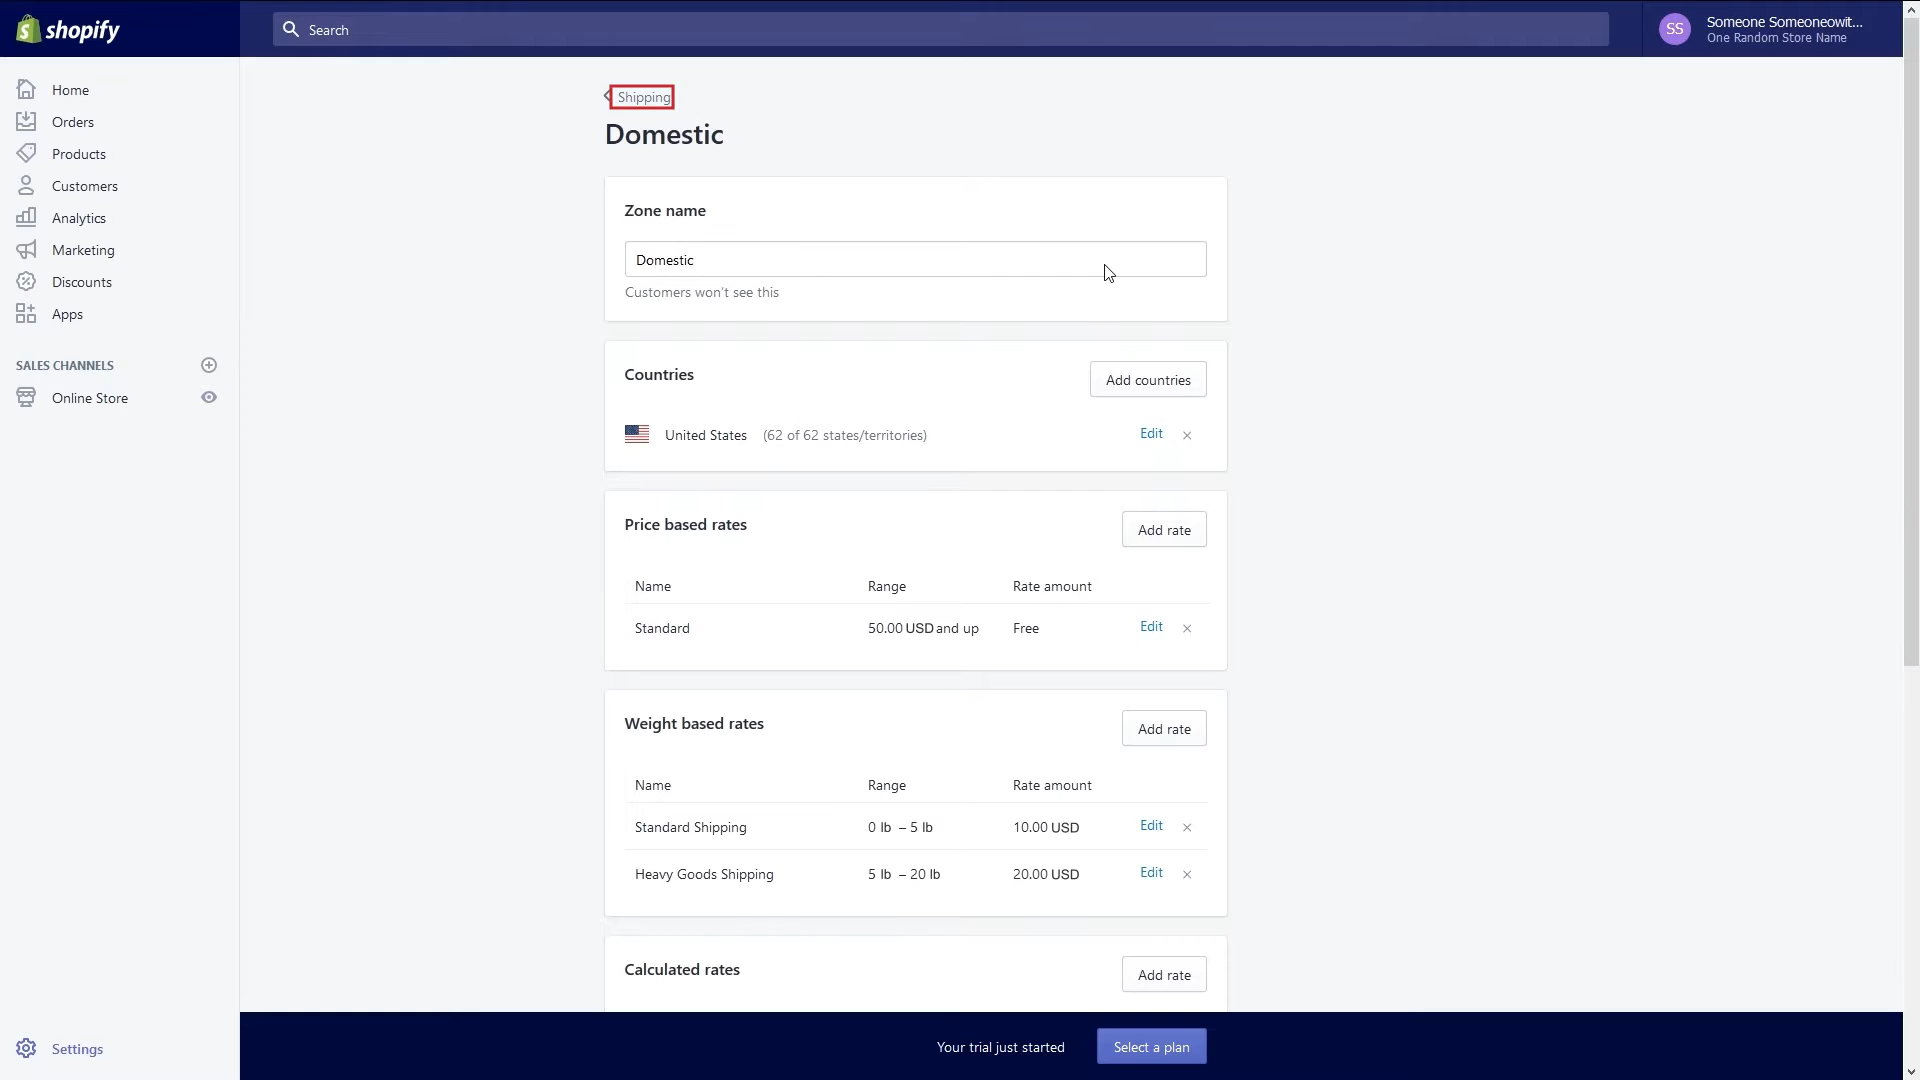 shopify
Search
SS
Someone Someoneowit...
One Random Store Name
Home
Orders
Products
Customers
Analytics
Marketing
Discounts
Apps
SALES CHANNELS
Online Store
Settings
Shipping
Domestic
Zone name
Domestic
Customers won't see this
Countries
Add countries
United States (62 of 62 states/territories)
Edit
Price based rates
Add rate
Name Range Rate amount
Standard 50.00 USD and up Free Edit
Weight based rates
Add rate
Name Range Rate amount
Standard Shipping 0 lb – 5 lb 10.00 USD Edit
Heavy Goods Shipping 5 lb – 20 lb 20.00 USD Edit
Calculated rates
Add rate
Your trial just started
Select a plan